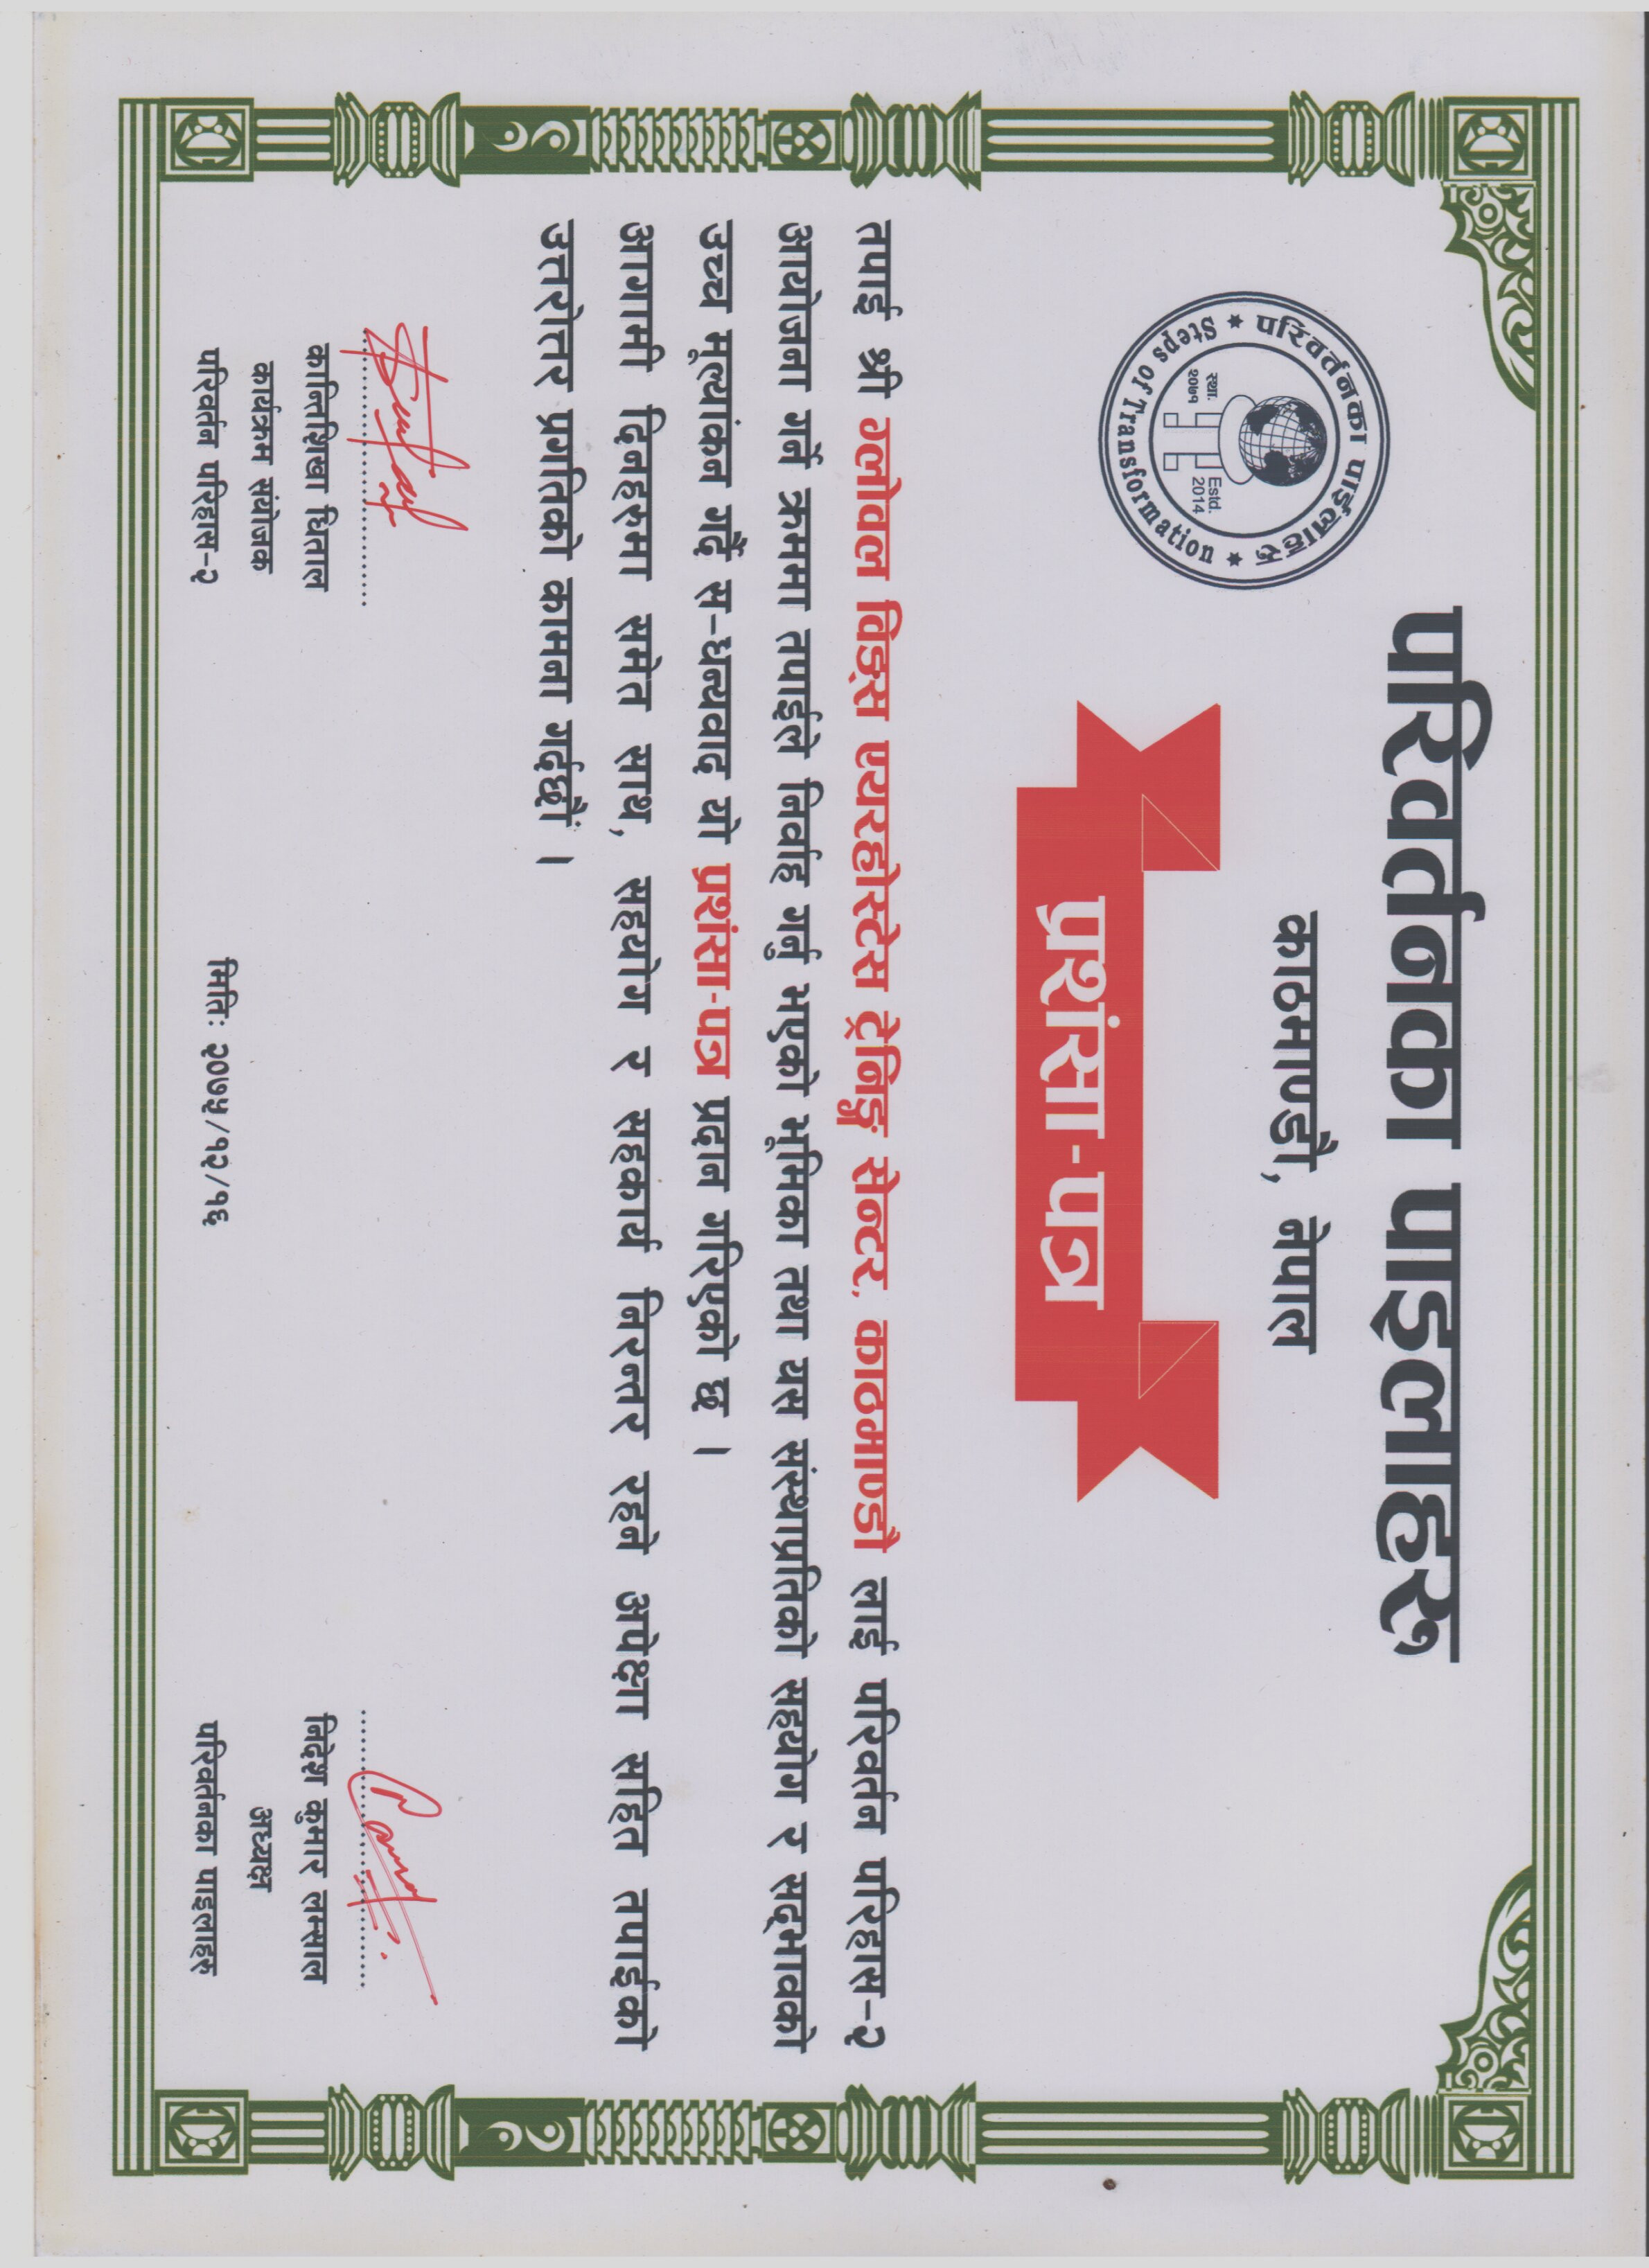 परिवर्तनका पाइलाहरु
काठमाण्डौ, नेपाल
परिवर्तनका पाईलाहरु
स्था.
२०७१
Estd.
2014
Steps of Transformation
प्रशंसा-पत्र
तपाई श्री ग्लोवल विङ्स एयरहोस्टेस ट्रेनिङ्ग सेन्टर, काठमाण्डौ लाई परिवर्तन परिहास-२
आयोजना गर्ने क्रममा तपाईले निर्वाह गर्नु भएको भूमिका तथा यस संस्थाप्रतिको सहयोग र सद्भावको
उच्च मूल्यांकन गर्दै स-धन्यवाद यो प्रशंसा-पत्र प्रदान गरिएको छ ।
आगामी दिनहरुमा समेत साथ, सहयोग र सहकार्य निरन्तर रहने अपेक्षा सहित तपाईको
उत्तरोत्तर प्रगतिको कामना गर्दछौं ।
कान्तिशिखा धिताल
कार्यक्रम संयोजक
परिवर्तन परिहास-२
मितिः २०७५/१२/१६
निर्देश कुमार लम्साल
अध्यक्ष
परिवर्तनका पाइलाहरु